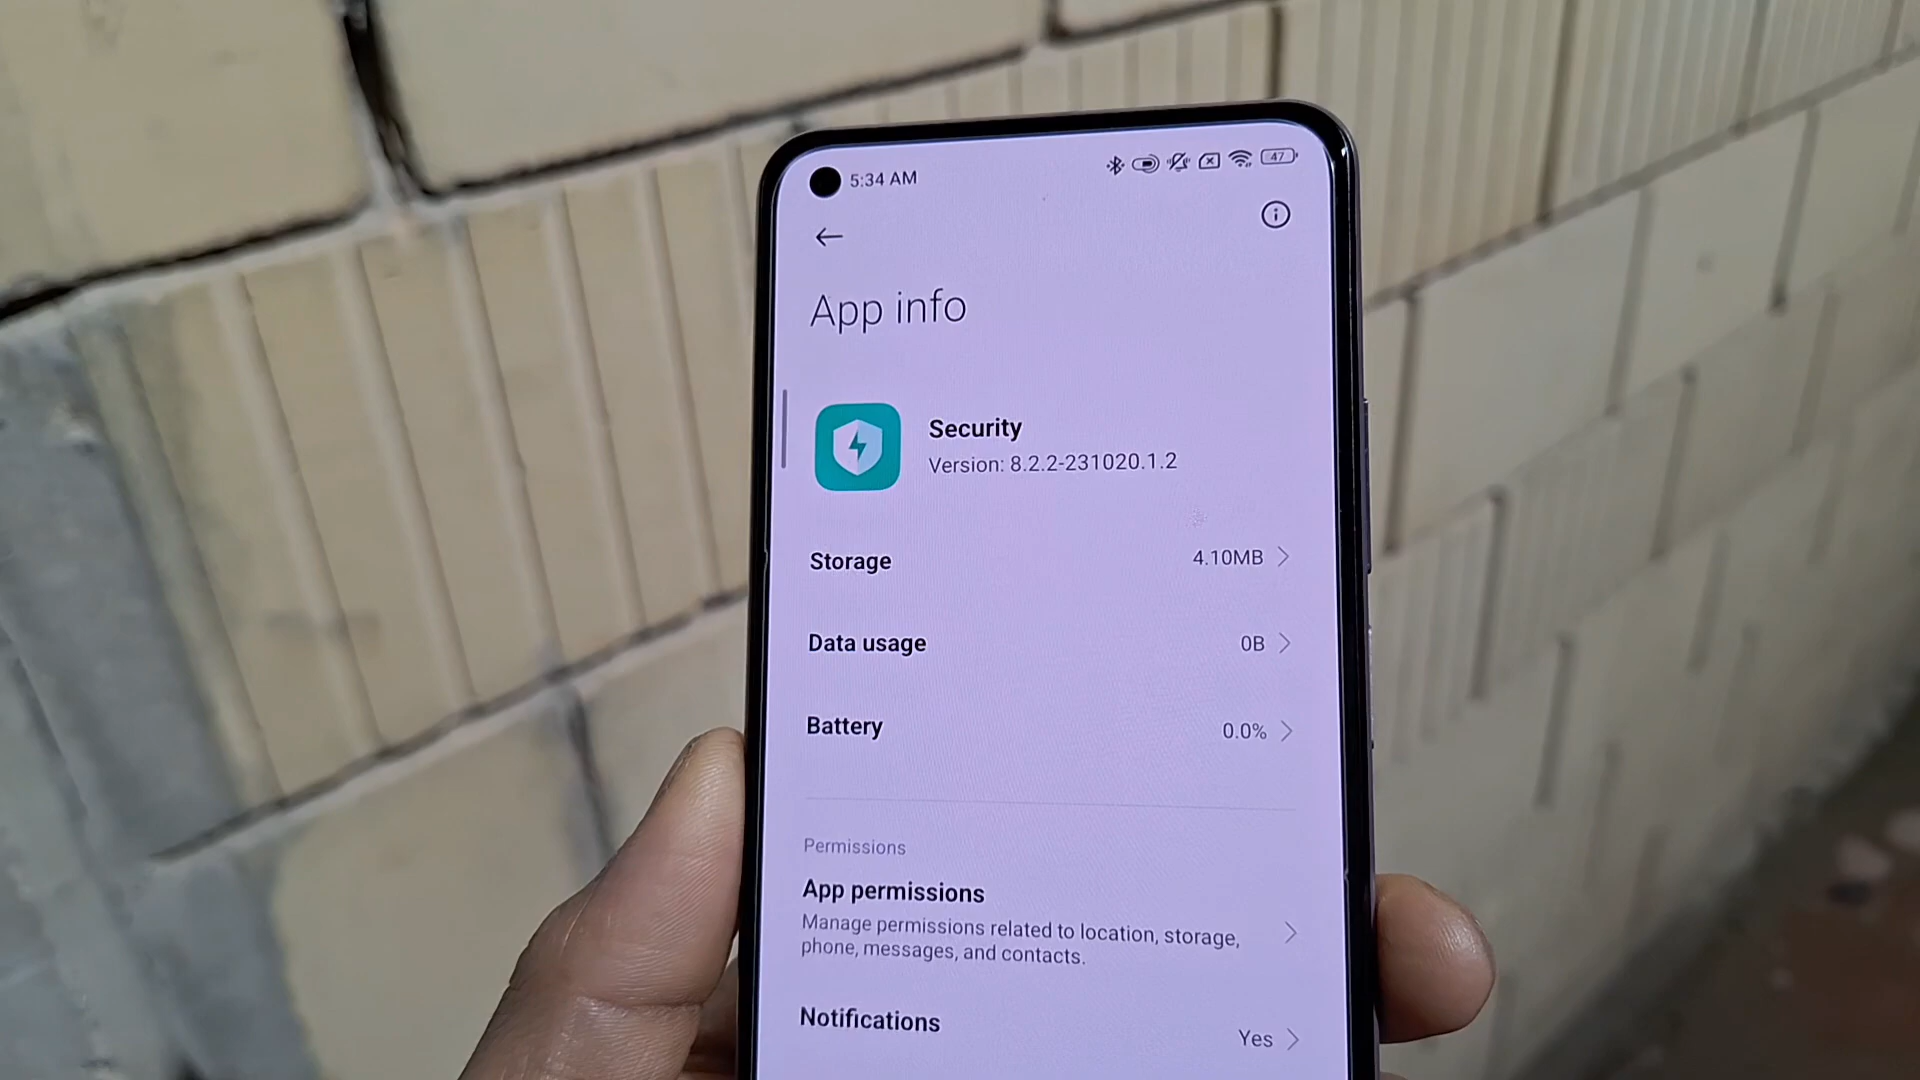 5:34 AM
47
App info
Security
Version: 8.2.2-231020.1.2
Storage
4.10MB
Data usage
0B
Battery
0.0%
Permissions
App permissions
Manage permissions related to location, storage,
phone, messages, and contacts.
Notifications
Yes